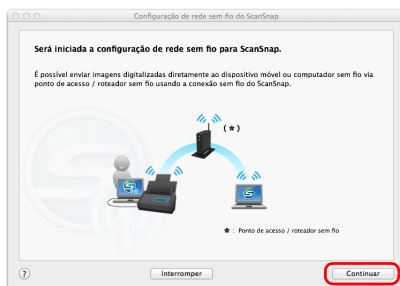 Configuração de rede sem fio do ScanSnap
Será iniciada a configuração de rede sem fio para ScanSnap.
É possível enviar imagens digitalizadas diretamente ao dispositivo móvel ou computador sem fio via
ponto de acesso / roteador sem fio usando a conexão sem fio do ScanSnap.
(*)
* : Ponto de acesso / roteador sem fio
?
Interromper
Continuar